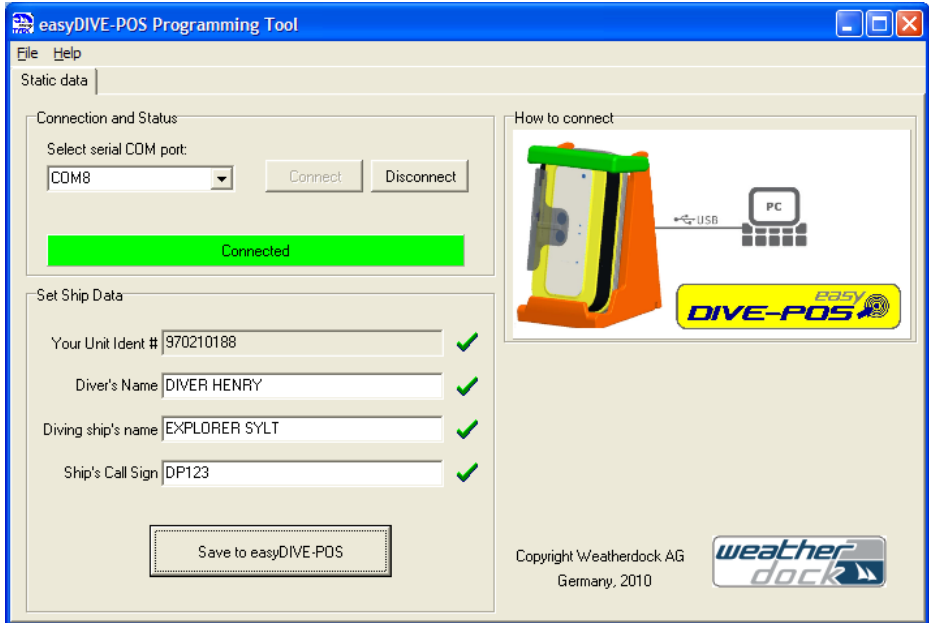 easyDIVE-POS Programming Tool
File Help
Static data
Connection and Status
Select serial COM port:
COM8
Connect
Disconnect
Connected
How to connect
USB
PC
easy
DIVE-POS
Set Ship Data
Your Unit Ident # 970210188
Diver's Name DIVER HENRY
Diving ship's name EXPLORER SYLT
Ship's Call Sign DP123
Save to easyDIVE-POS
Copyright Weatherdock AG
Germany, 2010
weather
dock